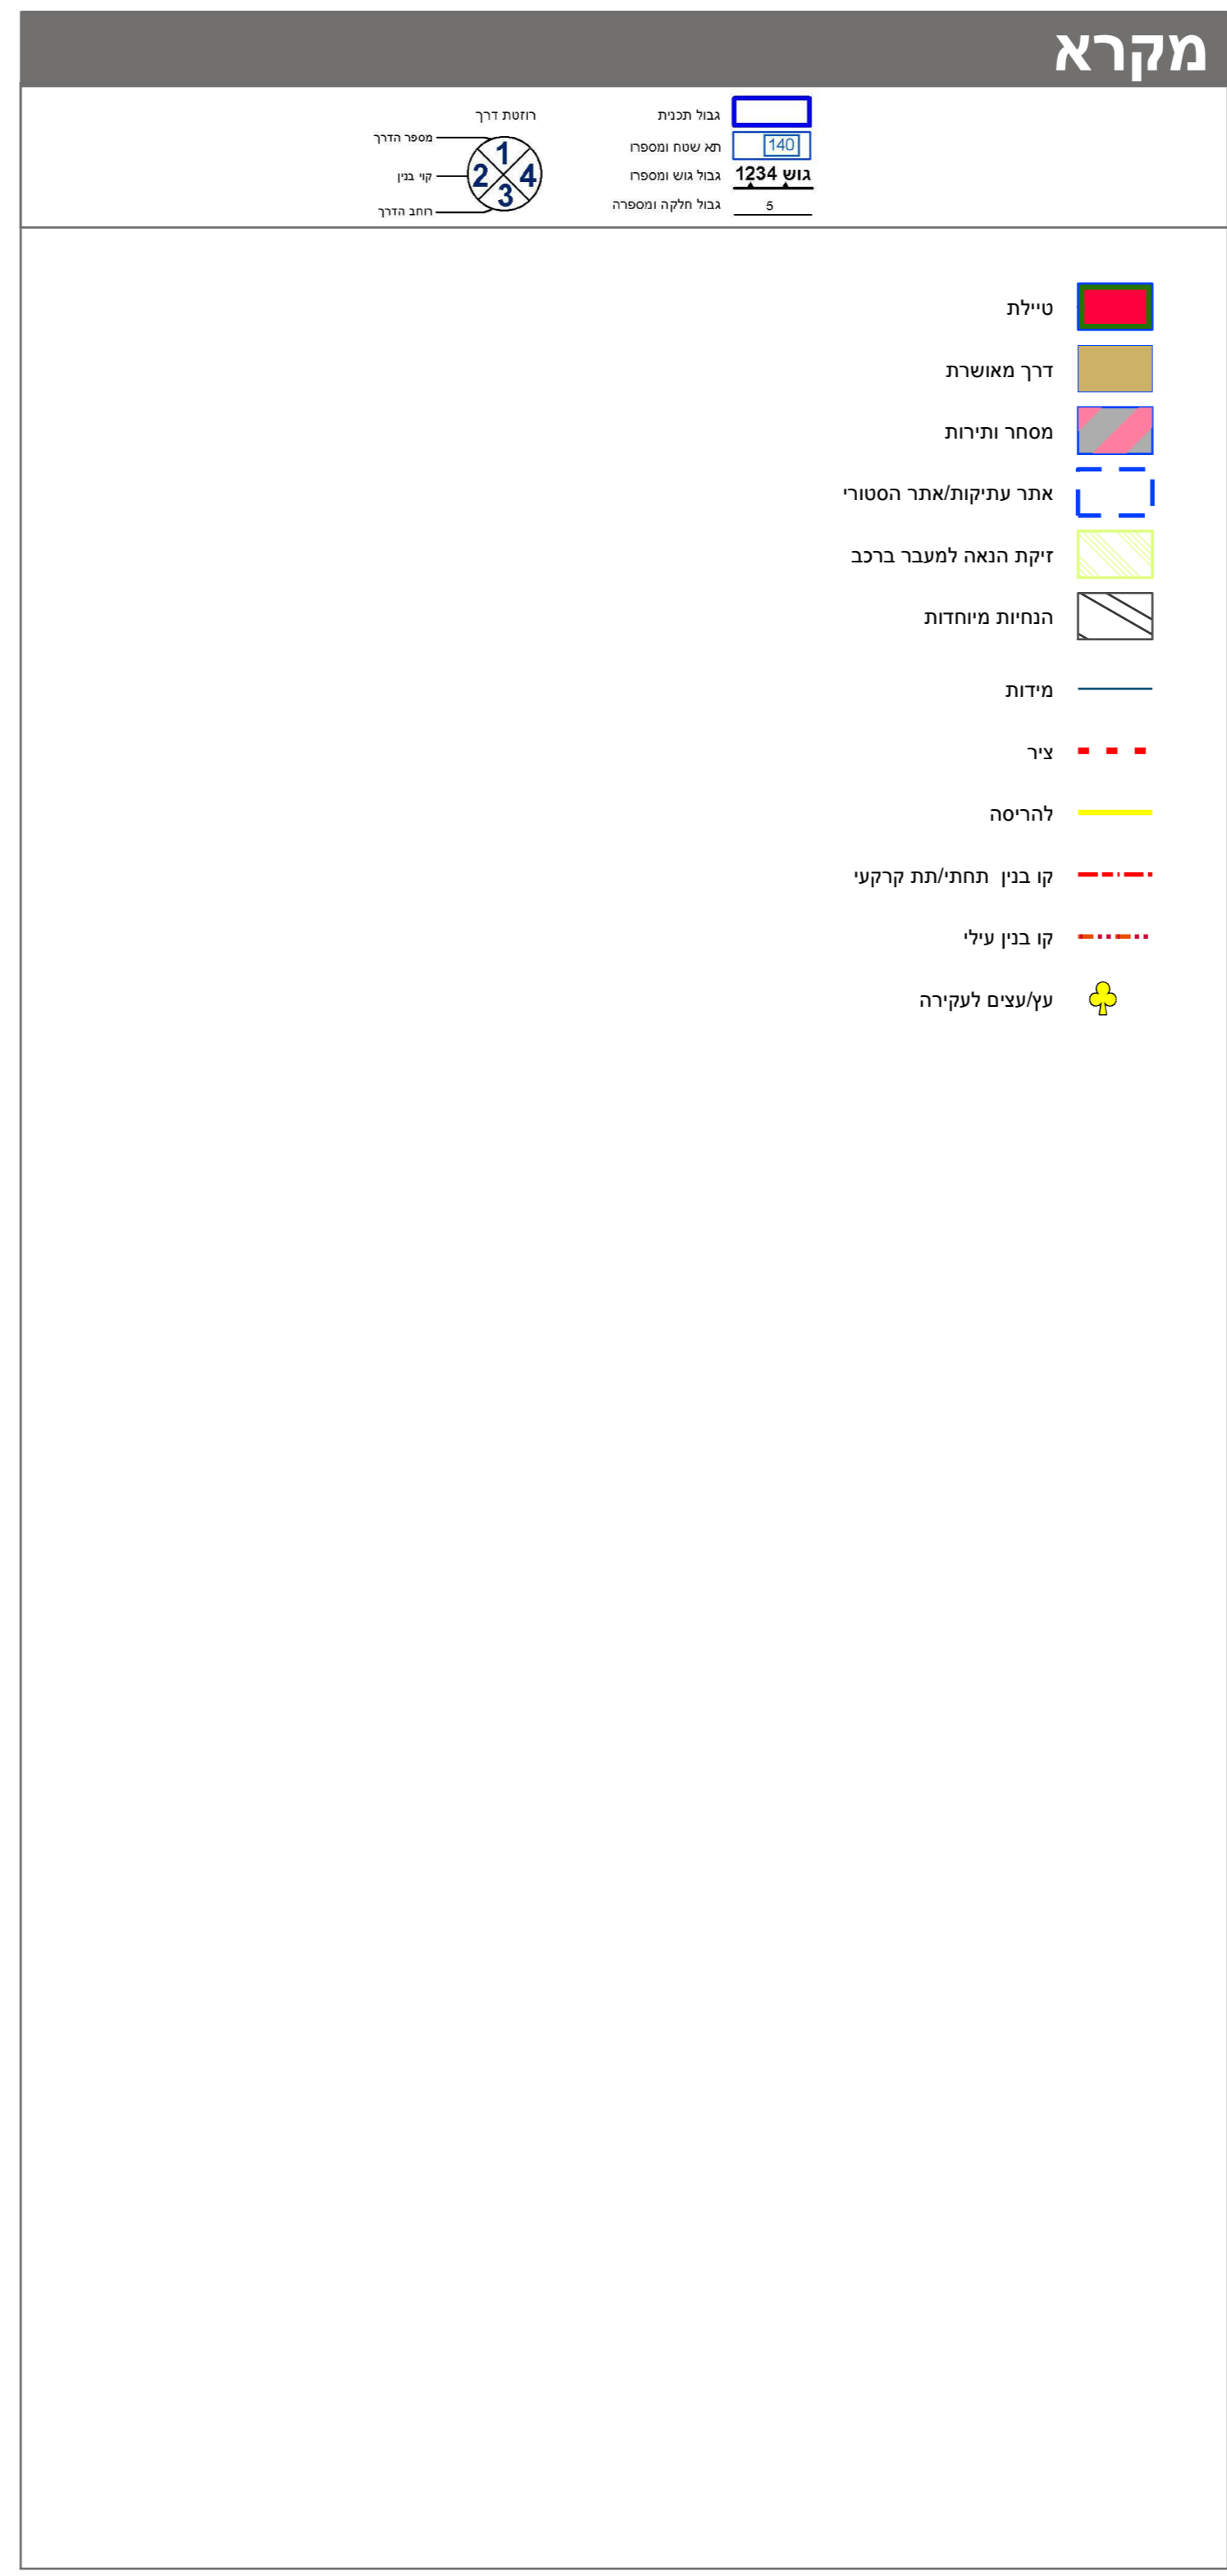 מקרא
גבול תכנית
140 תא שטח ומספרו
גוש 1234 גבול גוש ומספרו
5 גבול חלקה ומספרה
רוזטת דרך
מספר הדרך
קוי בנין
רוחב הדרך
1
2 4
3
טיילת
דרך מאושרת
מסחר ותירות
אתר עתיקות/אתר הסטורי
זיקת הנאה למעבר ברכב
הנחיות מיוחדות
מידות
ציר
להריסה
קו בנין תחתי/תת קרקעי
קו בנין עילי
עץ/עצים לעקירה